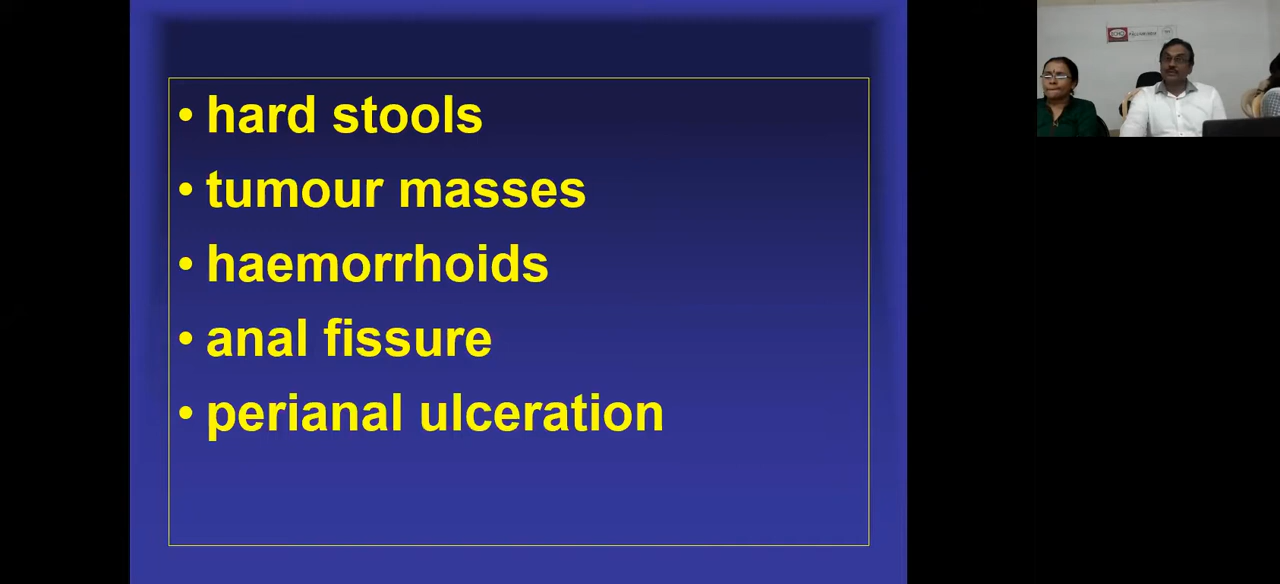 • hard stools
• tumour masses
• haemorrhoids
• anal fissure
• perianal ulceration